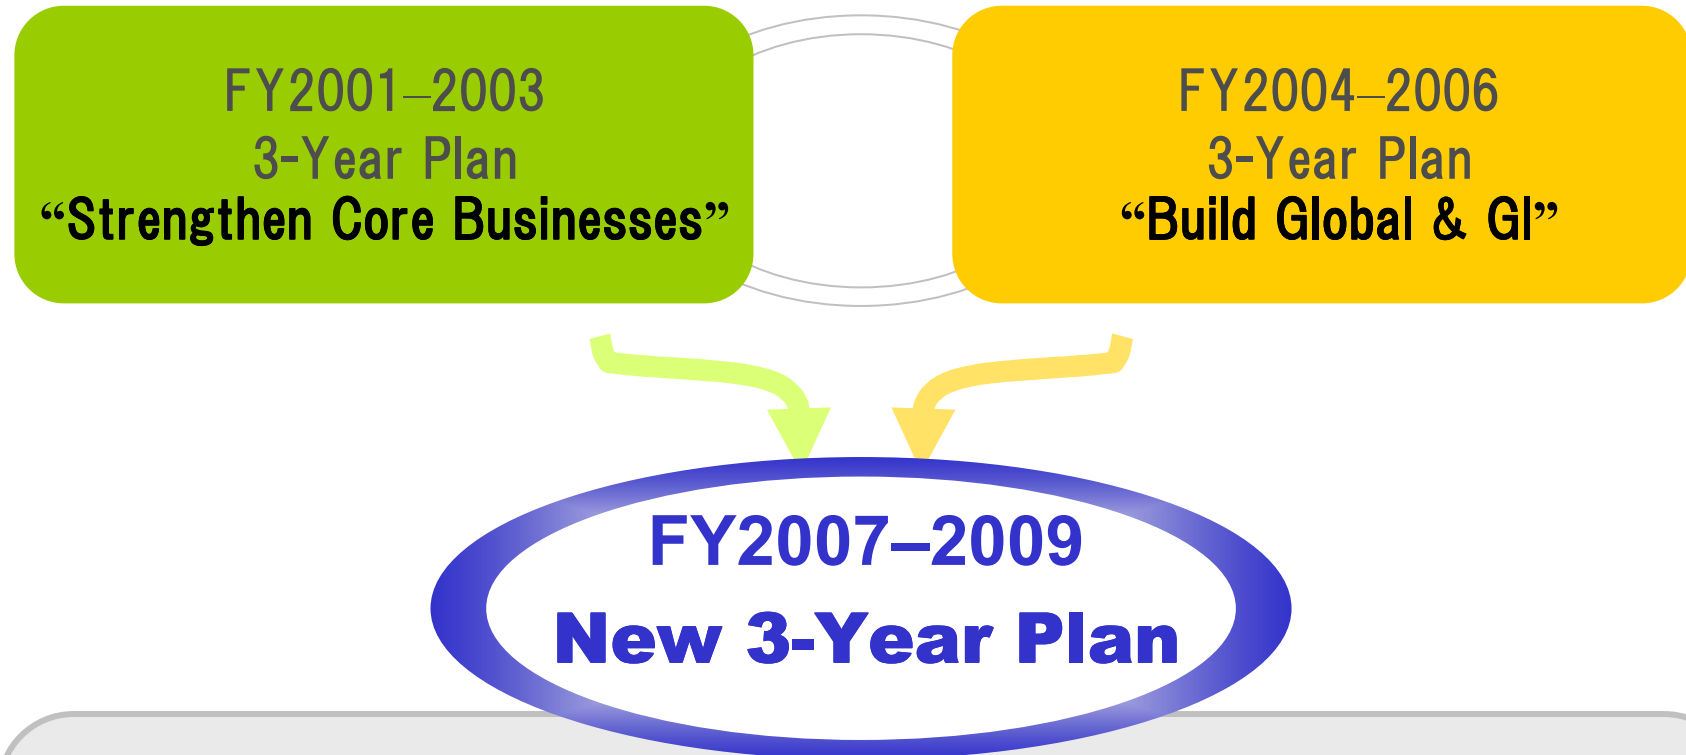 FY2001–2003
3-Year Plan
“Strengthen Core Businesses”
FY2004–2006
3-Year Plan
“Build Global & GI”
FY2007–2009
New 3-Year Plan